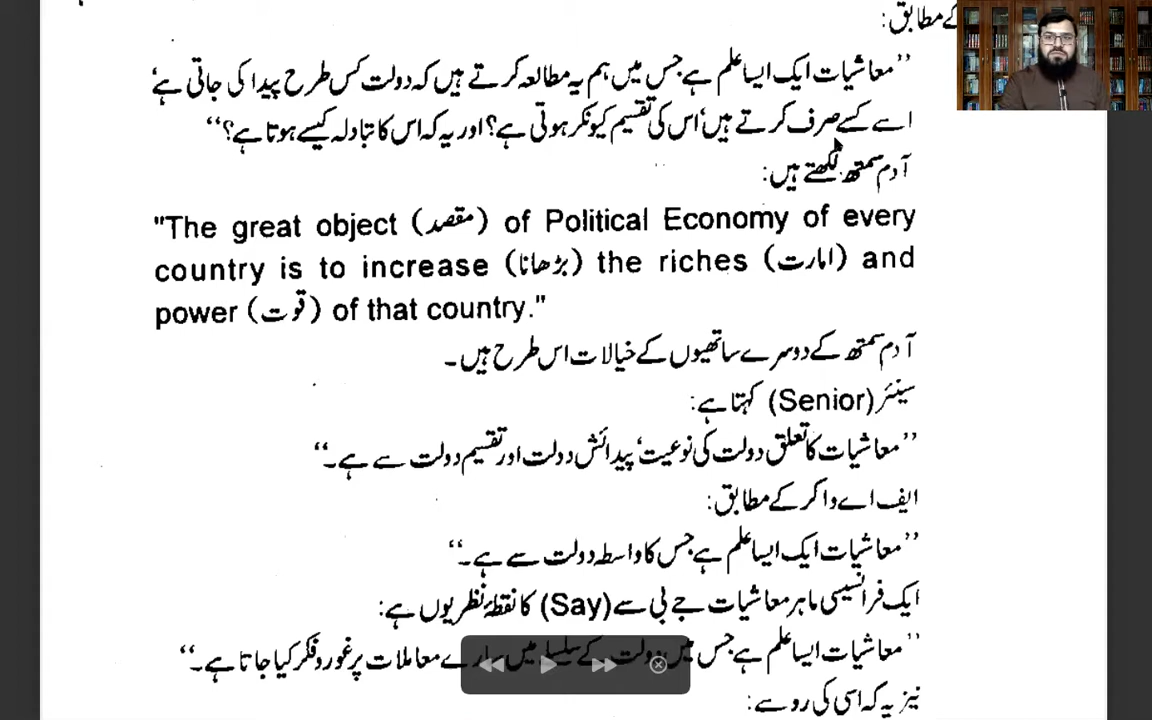 کے مطابق:
’’معاشیات ایک ایسا علم ہے جس میں ہم یہ مطالعہ کرتے ہیں کہ دولت کس طرح پیدا کی جاتی ہے‘
اسے کیسے صرف کرتے ہیں‘ اس کی تقسیم کیونکر ہوتی ہے؟ اور یہ کہ اس کا تبادلہ کیسے ہوتا ہے؟‘‘
آدم سمتھ لکھتے ہیں:
"The great object (مقصد) of Political Economy of every
country is to increase (بڑھانا) the riches (امارت) and
power (قوت) of that country."
آدم سمتھ کے دوسرے ساتھیوں کے خیالات اس طرح ہیں۔
سینئر (Senior) کہتا ہے:
’’معاشیات کا تعلق دولت کی نوعیت‘ پیدائش دولت اور تقسیم دولت سے ہے۔‘‘
ایف اے واکر کے مطابق:
’’معاشیات ایک ایسا علم ہے جس کا واسطہ دولت سے ہے۔‘‘
ایک فرانسیسی ماہر معاشیات جے بی سے (Say) کا نقطۂ نظر یوں ہے:
’’معاشیات ایسا علم ہے جس میں دولت کے سلسلے میں سارے معاملات پر غور و فکر کیا جاتا ہے۔‘‘
نیز یہ کہ اسی کی رو سے: